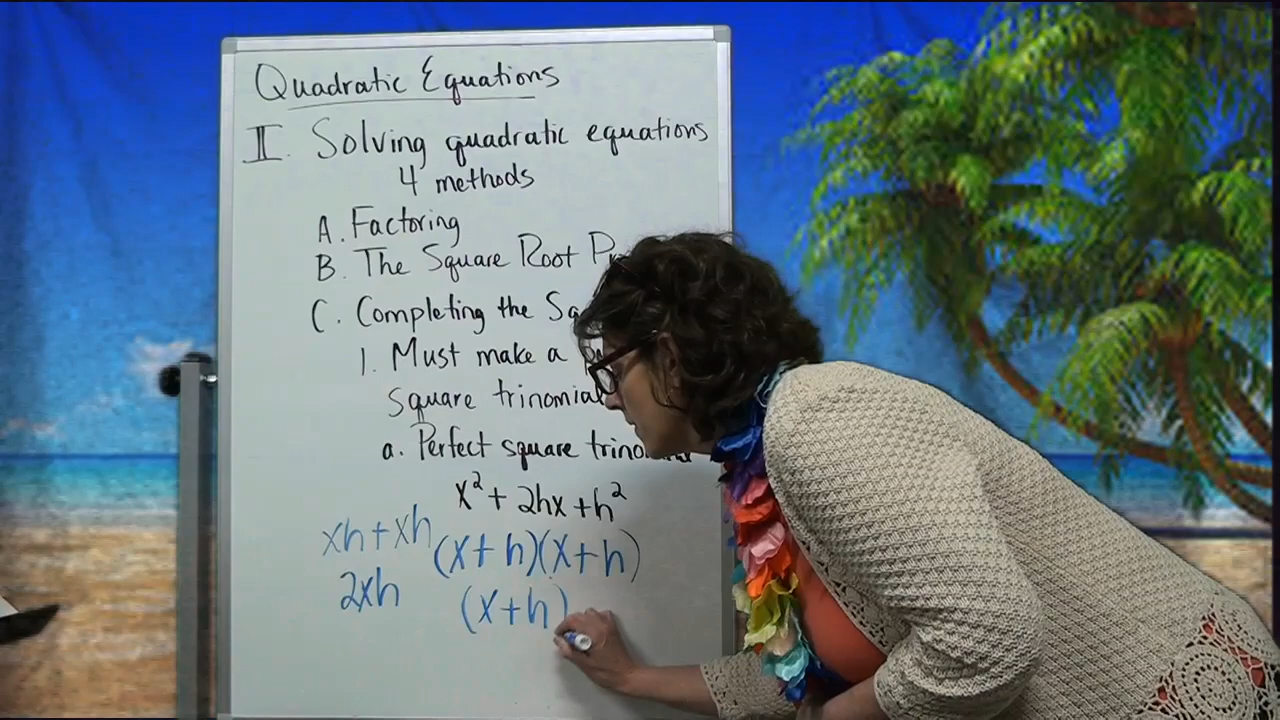 Quadratic Equations
II. Solving quadratic equations
4 methods
A. Factoring
B. The Square Root
C. Completing the
1. Must make a
square trinomial
a. Perfect square
x² + 2hx + h²
xh + xh (x + h)(x + h)
2xh (x + h)